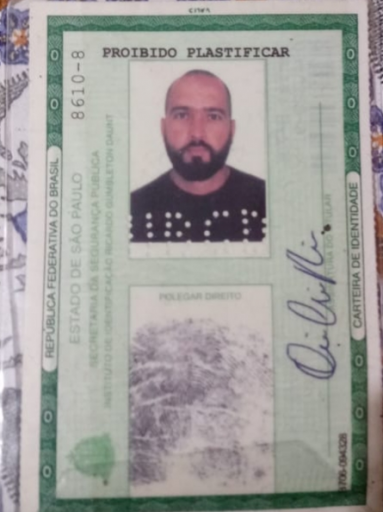 PROIBIDO PLASTIFICAR
8610-8
REPÚBLICA FEDERATIVA DO BRASIL
ESTADO DE SÃO PAULO
SECRETARIA DA SEGURANÇA PÚBLICA
INSTITUTO DE IDENTIFICAÇÃO RICARDO GUMBLETON DAUNT
POLEGAR DIREITO
CARTEIRA DE IDENTIDADE